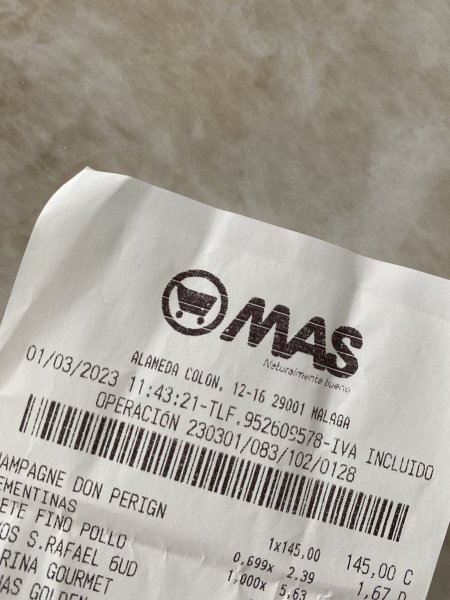 MAS
Naturalmente bueno
ALAMEDA COLON, 12-16 29001 MALAGA
01/03/2023 11:43:21-TLF.952609578-IVA INCLUIDO
OPERACIÓN 230301/083/102/0128
HAMPAGNE DON PERIGN 1x145,00 145,00 C
EMENTINAS 0,699x 2.39 1,67 D
ETE FINO POLLO 1.000x 5.63
OS S.RAFAEL 6UD
ARINA GOURMET
AS GOLDEN